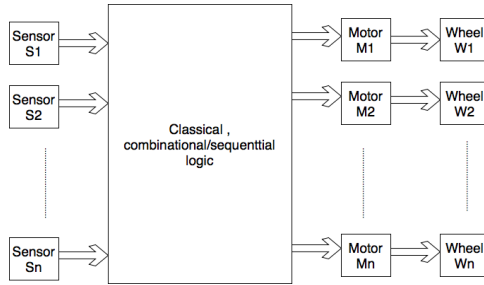 Sensor
S1
Motor
M1
Wheel
W1
Sensor
S2
Motor
M2
Wheel
W2
Classical ,
combinational/sequenttial
logic
Sensor
Sn
Motor
Mn
Wheel
Wn